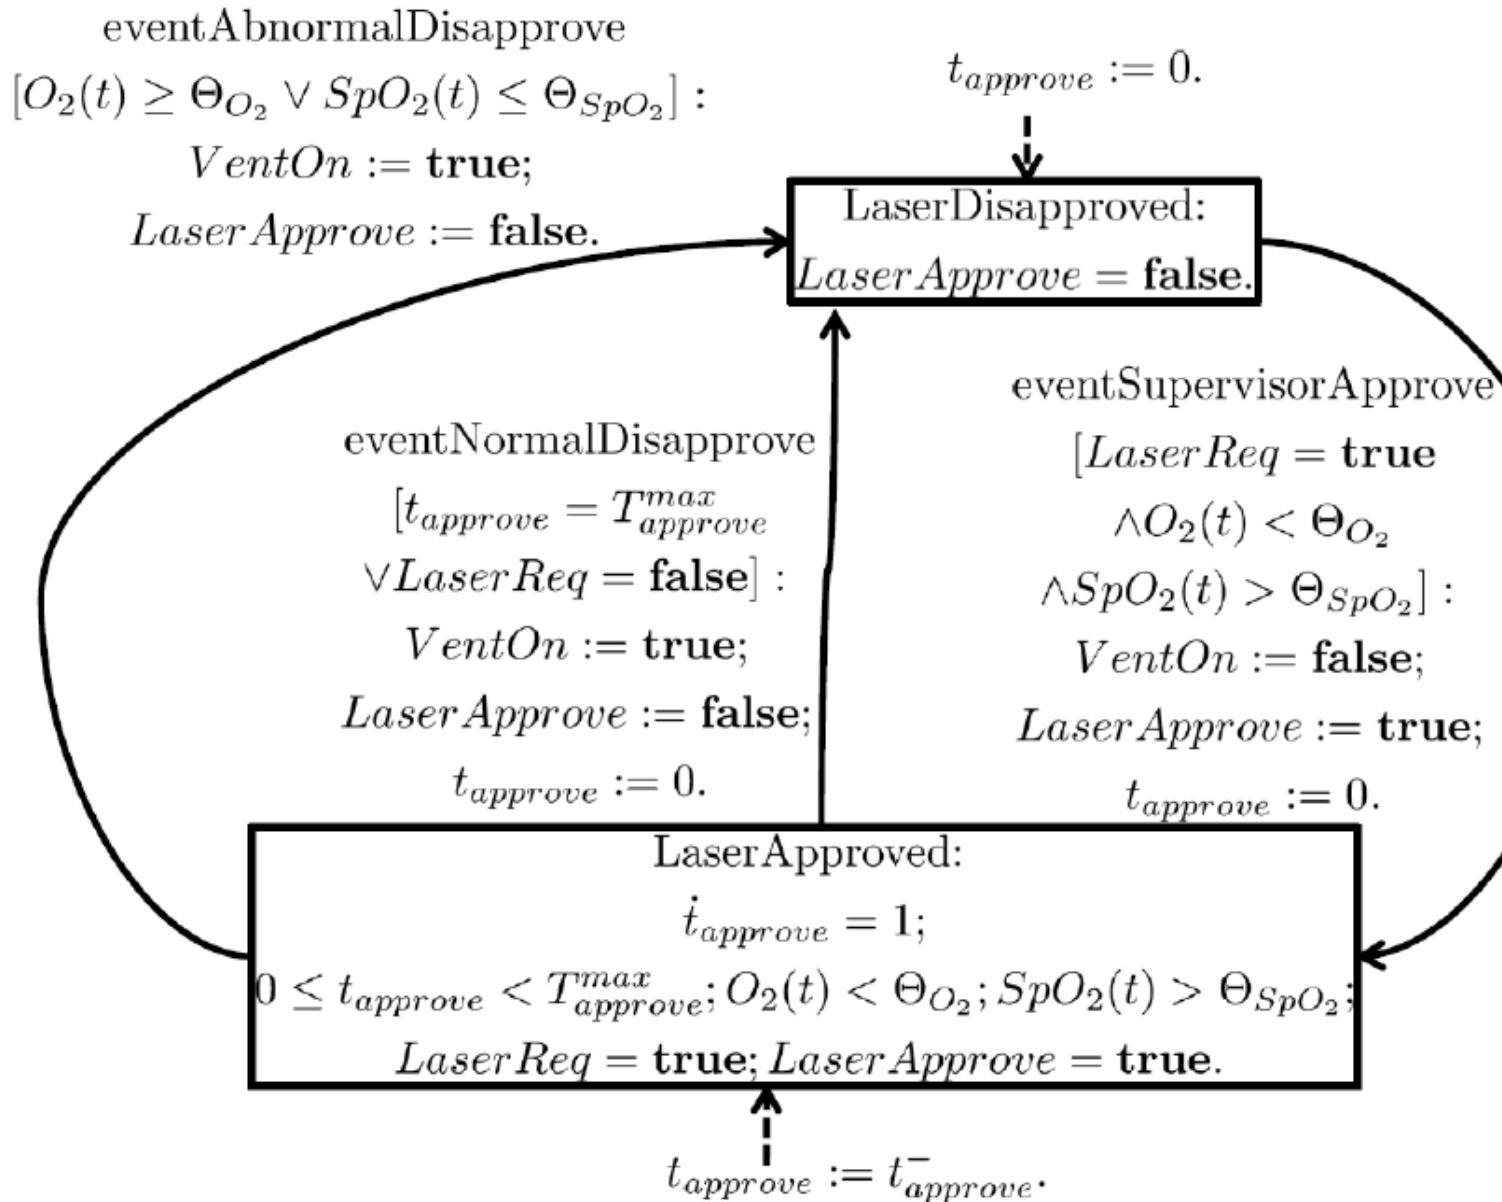 eventAbnormalDisapprove
[O₂(t) ≥ Θ_{O₂} ∨ SpO₂(t) ≤ Θ_{SpO₂}] :
VentOn := true;
LaserApprove := false.
t_{approve} := 0.
LaserDisapproved:
LaserApprove = false.
eventNormalDisapprove
[t_{approve} = T^{max}_{approve}
∨LaserReq = false] :
VentOn := true;
LaserApprove := false;
t_{approve} := 0.
eventSupervisorApprove
[LaserReq = true
∧O₂(t) < Θ_{O₂}
∧SpO₂(t) > Θ_{SpO₂}] :
VentOn := false;
LaserApprove := true;
t_{approve} := 0.
LaserApproved:
ṫ_{approve} = 1;
0 ≤ t_{approve} < T^{max}_{approve}; O₂(t) < Θ_{O₂}; SpO₂(t) > Θ_{SpO₂};
LaserReq = true; LaserApprove = true.
t_{approve} := t⁻_{approve}.